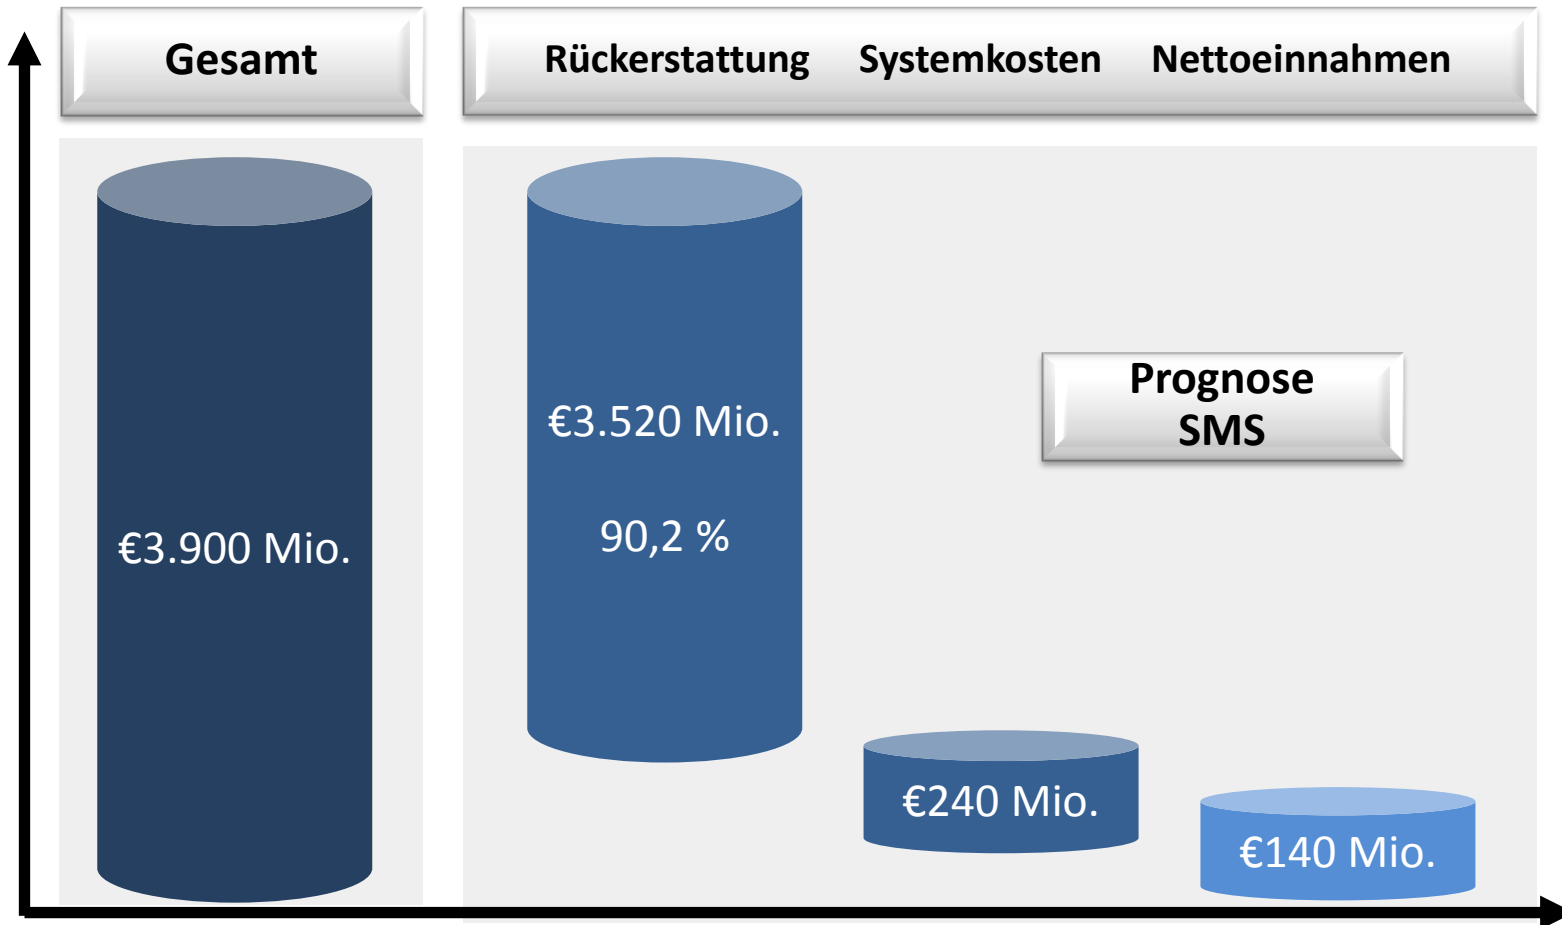 Gesamt
Rückerstattung Systemkosten Nettoeinnahmen
€3.900 Mio.
€3.520 Mio.
90,2 %
Prognose
SMS
€240 Mio.
€140 Mio.